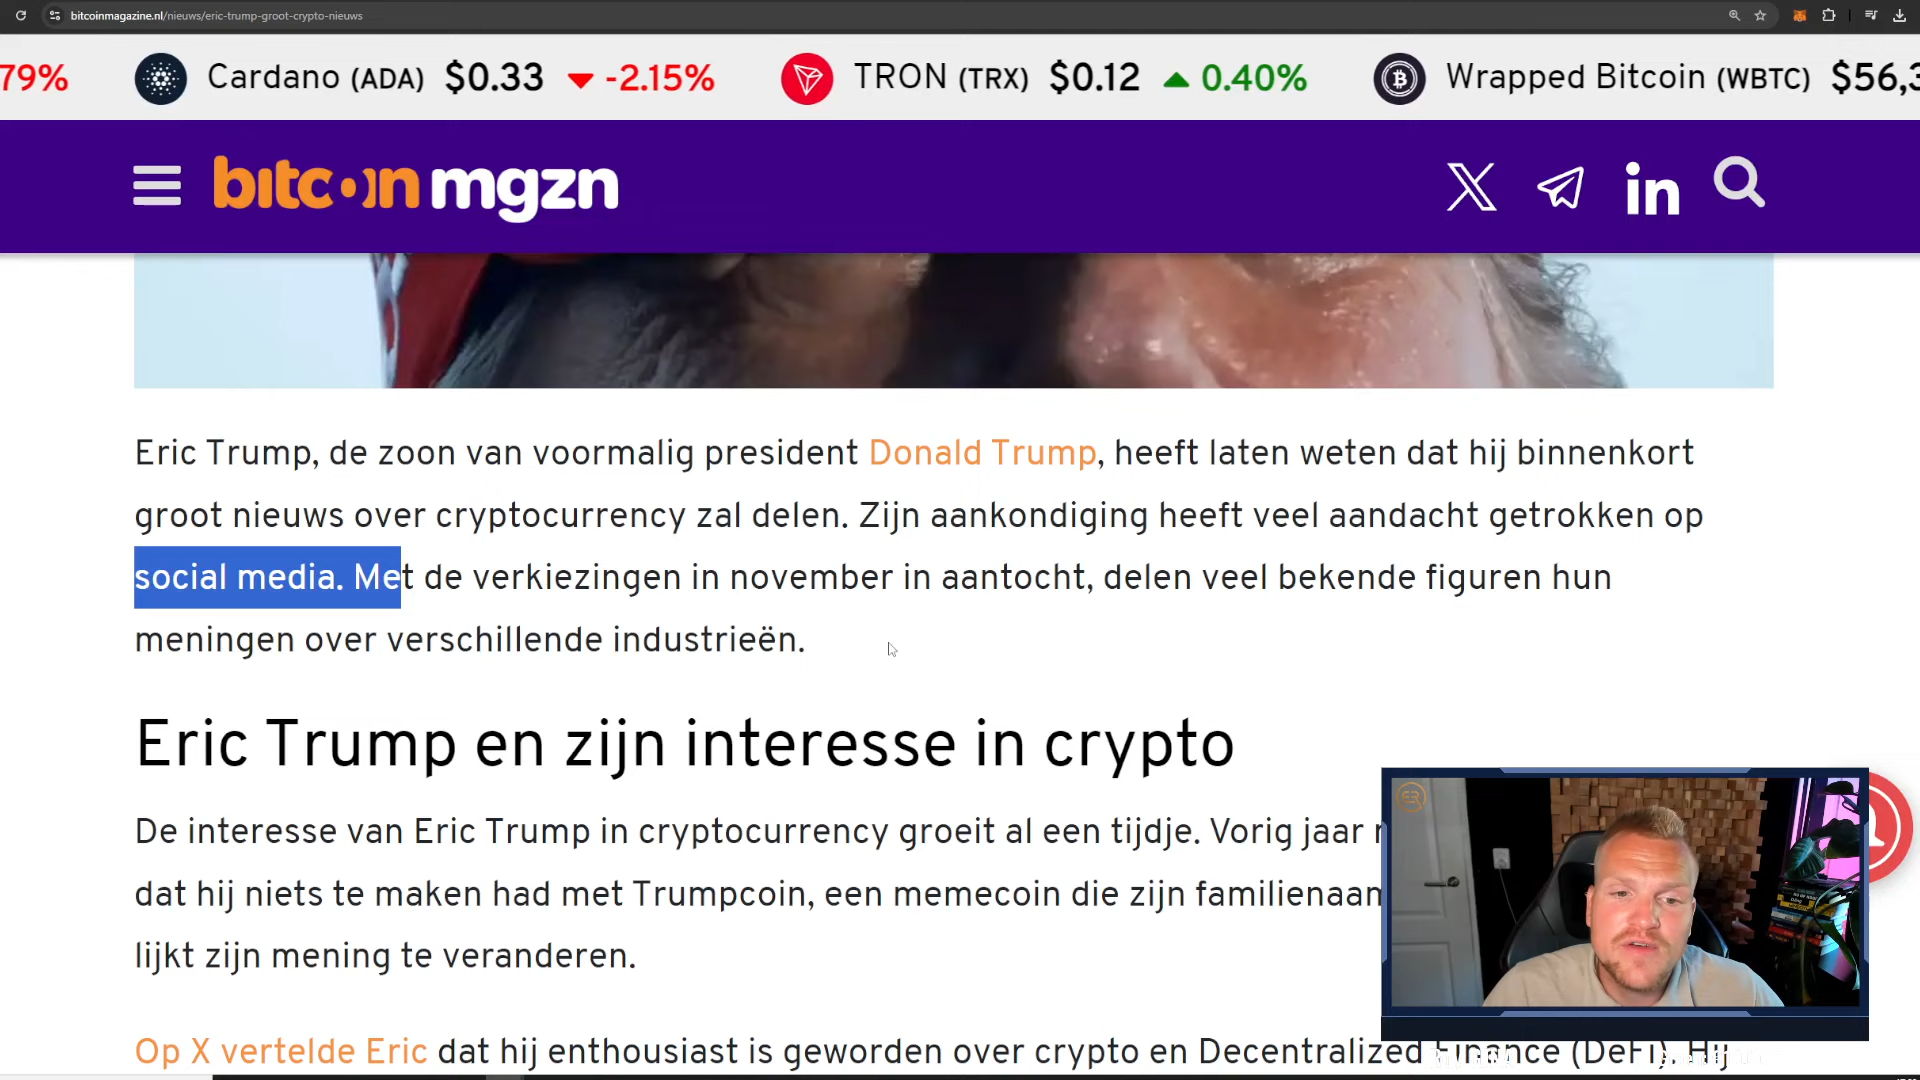 bitcoinmagazine.nl/nieuws/eric-trump-groot-crypto-nieuws
79% Cardano (ADA) $0.33 -2.15% TRON (TRX) $0.12 0.40% Wrapped Bitcoin (WBTC) $56,3
bitcoin mgzn
Eric Trump, de zoon van voormalig president Donald Trump, heeft laten weten dat hij binnenkort
groot nieuws over cryptocurrency zal delen. Zijn aankondiging heeft veel aandacht getrokken op
social media. Met de verkiezingen in november in aantocht, delen veel bekende figuren hun
meningen over verschillende industrieën.
Eric Trump en zijn interesse in crypto
De interesse van Eric Trump in cryptocurrency groeit al een tijdje. Vorig jaar
dat hij niets te maken had met Trumpcoin, een memecoin die zijn familienaam
lijkt zijn mening te veranderen.
Op X vertelde Eric dat hij enthousiast is geworden over crypto en Decentralized Finance (DeFi). Hij